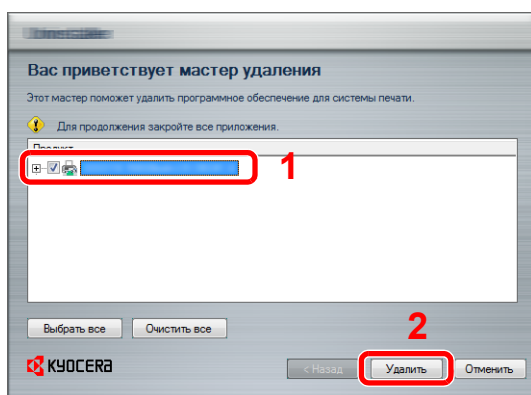 Вас приветствует мастер удаления
Этот мастер поможет удалить программное обеспечение для системы печати.
Для продолжения закройте все приложения.
Продукт
1
Выбрать все
Очистить все
2
KYOCERA
< Назад
Удалить
Отменить